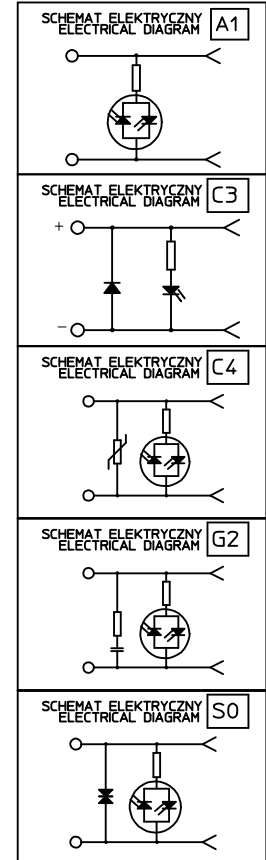 SCHEMAT ELEKTRYCZNY
ELECTRICAL DIAGRAM A1
SCHEMAT ELEKTRYCZNY
ELECTRICAL DIAGRAM C3
+
−
SCHEMAT ELEKTRYCZNY
ELECTRICAL DIAGRAM C4
SCHEMAT ELEKTRYCZNY
ELECTRICAL DIAGRAM G2
SCHEMAT ELEKTRYCZNY
ELECTRICAL DIAGRAM S0